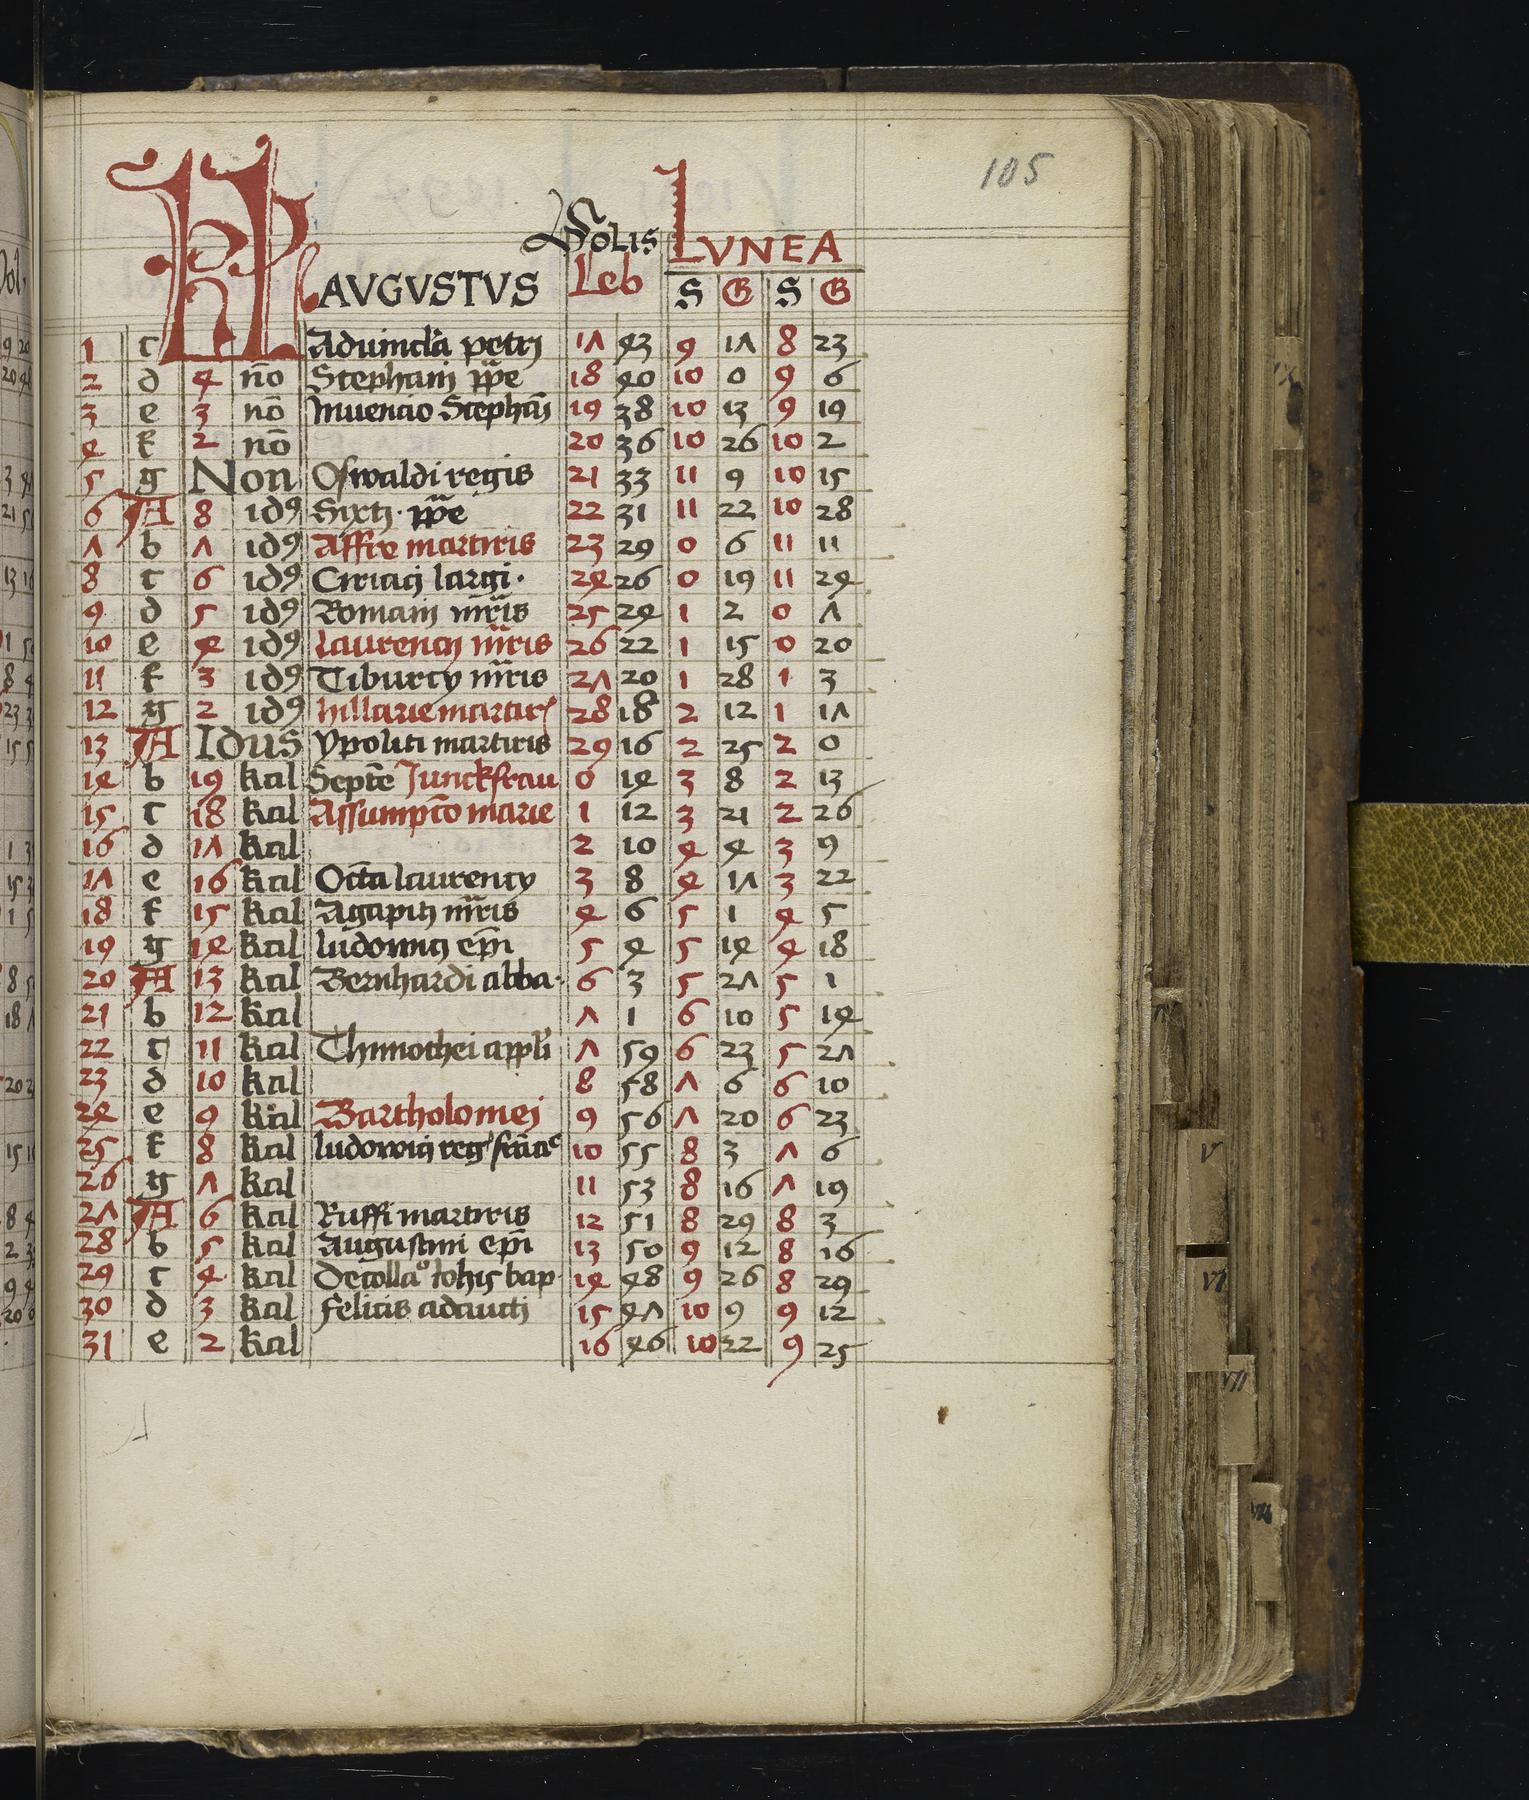 105
KL AVGVSTVS Solis Leb LVNEA
S G S G
1 c Aduincla petrj 17 43 9 17 8 23
2 d 4 no Stephani ppe 18 40 10 0 9 6
3 e 3 no Inuencio Stephani 19 38 10 13 9 19
4 f 2 no 20 36 10 26 10 2
5 g Non Oswaldi regis 21 33 11 9 10 15
6 A 8 id9 Sixtj · ppe 22 31 11 22 10 28
7 b 7 id9 Affre martiris 23 29 0 6 11 11
8 c 6 id9 Ciriacj largi · 24 26 0 19 11 24
9 d 5 id9 Romani mris 25 24 1 2 0 7
10 e 4 id9 Laurencij mris 26 22 1 15 0 20
11 f 3 id9 Tiburcy mris 27 20 1 28 1 3
12 g 2 id9 hillarie martir 28 18 2 12 1 17
13 A Idus Ypoliti martiris 29 16 2 25 2 0
14 b 19 kal Septe Junckfrau 0 14 3 8 2 13
15 c 18 kal Assumpcio marie 1 12 3 21 2 26
16 d 17 kal 2 10 4 4 3 9
17 e 16 kal Octa laurency 3 8 4 17 3 22
18 f 15 kal Agapitj mris 4 6 5 1 4 5
19 g 14 kal ludowicj epi 5 4 5 14 4 18
20 A 13 kal Bernhardi abba · 6 3 5 27 5 1
21 b 12 kal 7 1 6 10 5 14
22 c 11 kal Thimothei appli 7 59 6 23 5 27
23 d 10 kal 8 58 7 6 6 10
24 e 9 kal Bartholomej 9 56 7 20 6 23
25 f 8 kal ludowicj reg 10 55 8 3 7 6
26 g 7 kal 11 53 8 16 7 19
27 A 6 kal Ruffi martiris 12 51 8 29 8 3
28 b 5 kal Augustini epi 13 50 9 12 8 16
29 c 4 kal Decolla Iohis bap 14 48 9 26 8 29
30 d 3 kal felicis adauctj 15 47 10 9 9 12
31 e 2 kal 16 46 10 22 9 25
V
VI
VII